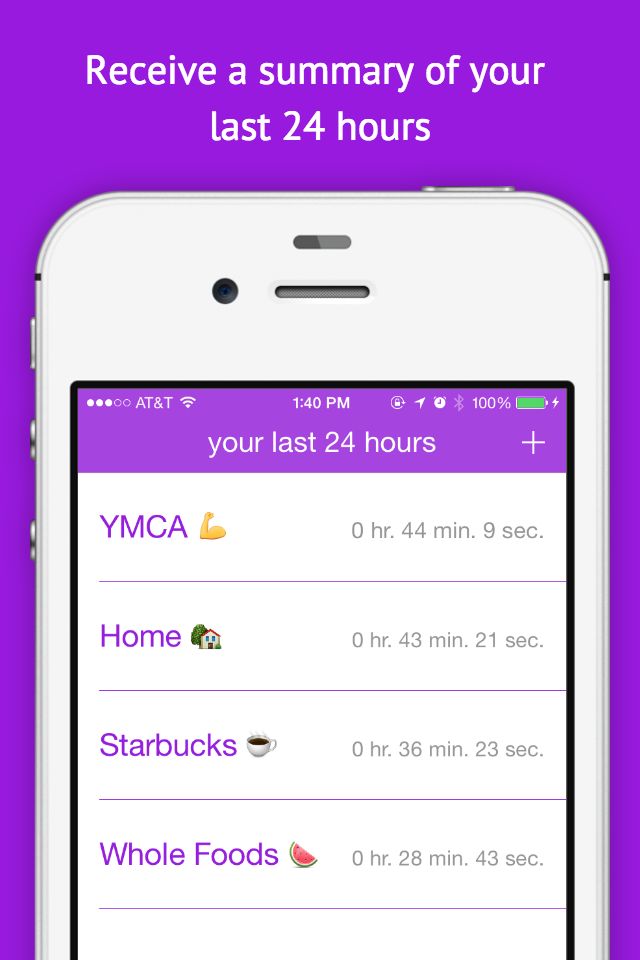 Receive a summary of your
last 24 hours
AT&T 1:40 PM 100%
your last 24 hours +
YMCA 💪 0 hr. 44 min. 9 sec.
Home 🏡 0 hr. 43 min. 21 sec.
Starbucks ☕ 0 hr. 36 min. 23 sec.
Whole Foods 🍉 0 hr. 28 min. 43 sec.